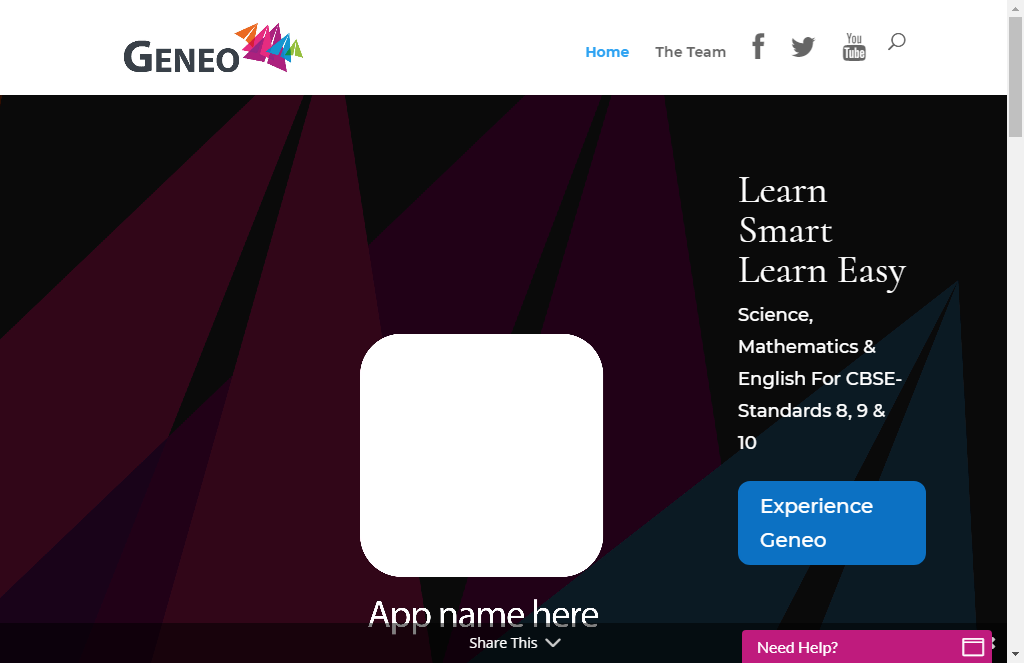 GENEO
Home
The Team
You
Tube
Learn
Smart
Learn Easy
Science,
Mathematics &
English For CBSE-
Standards 8, 9 &
10
Experience
Geneo
App name here
Share This
Need Help?